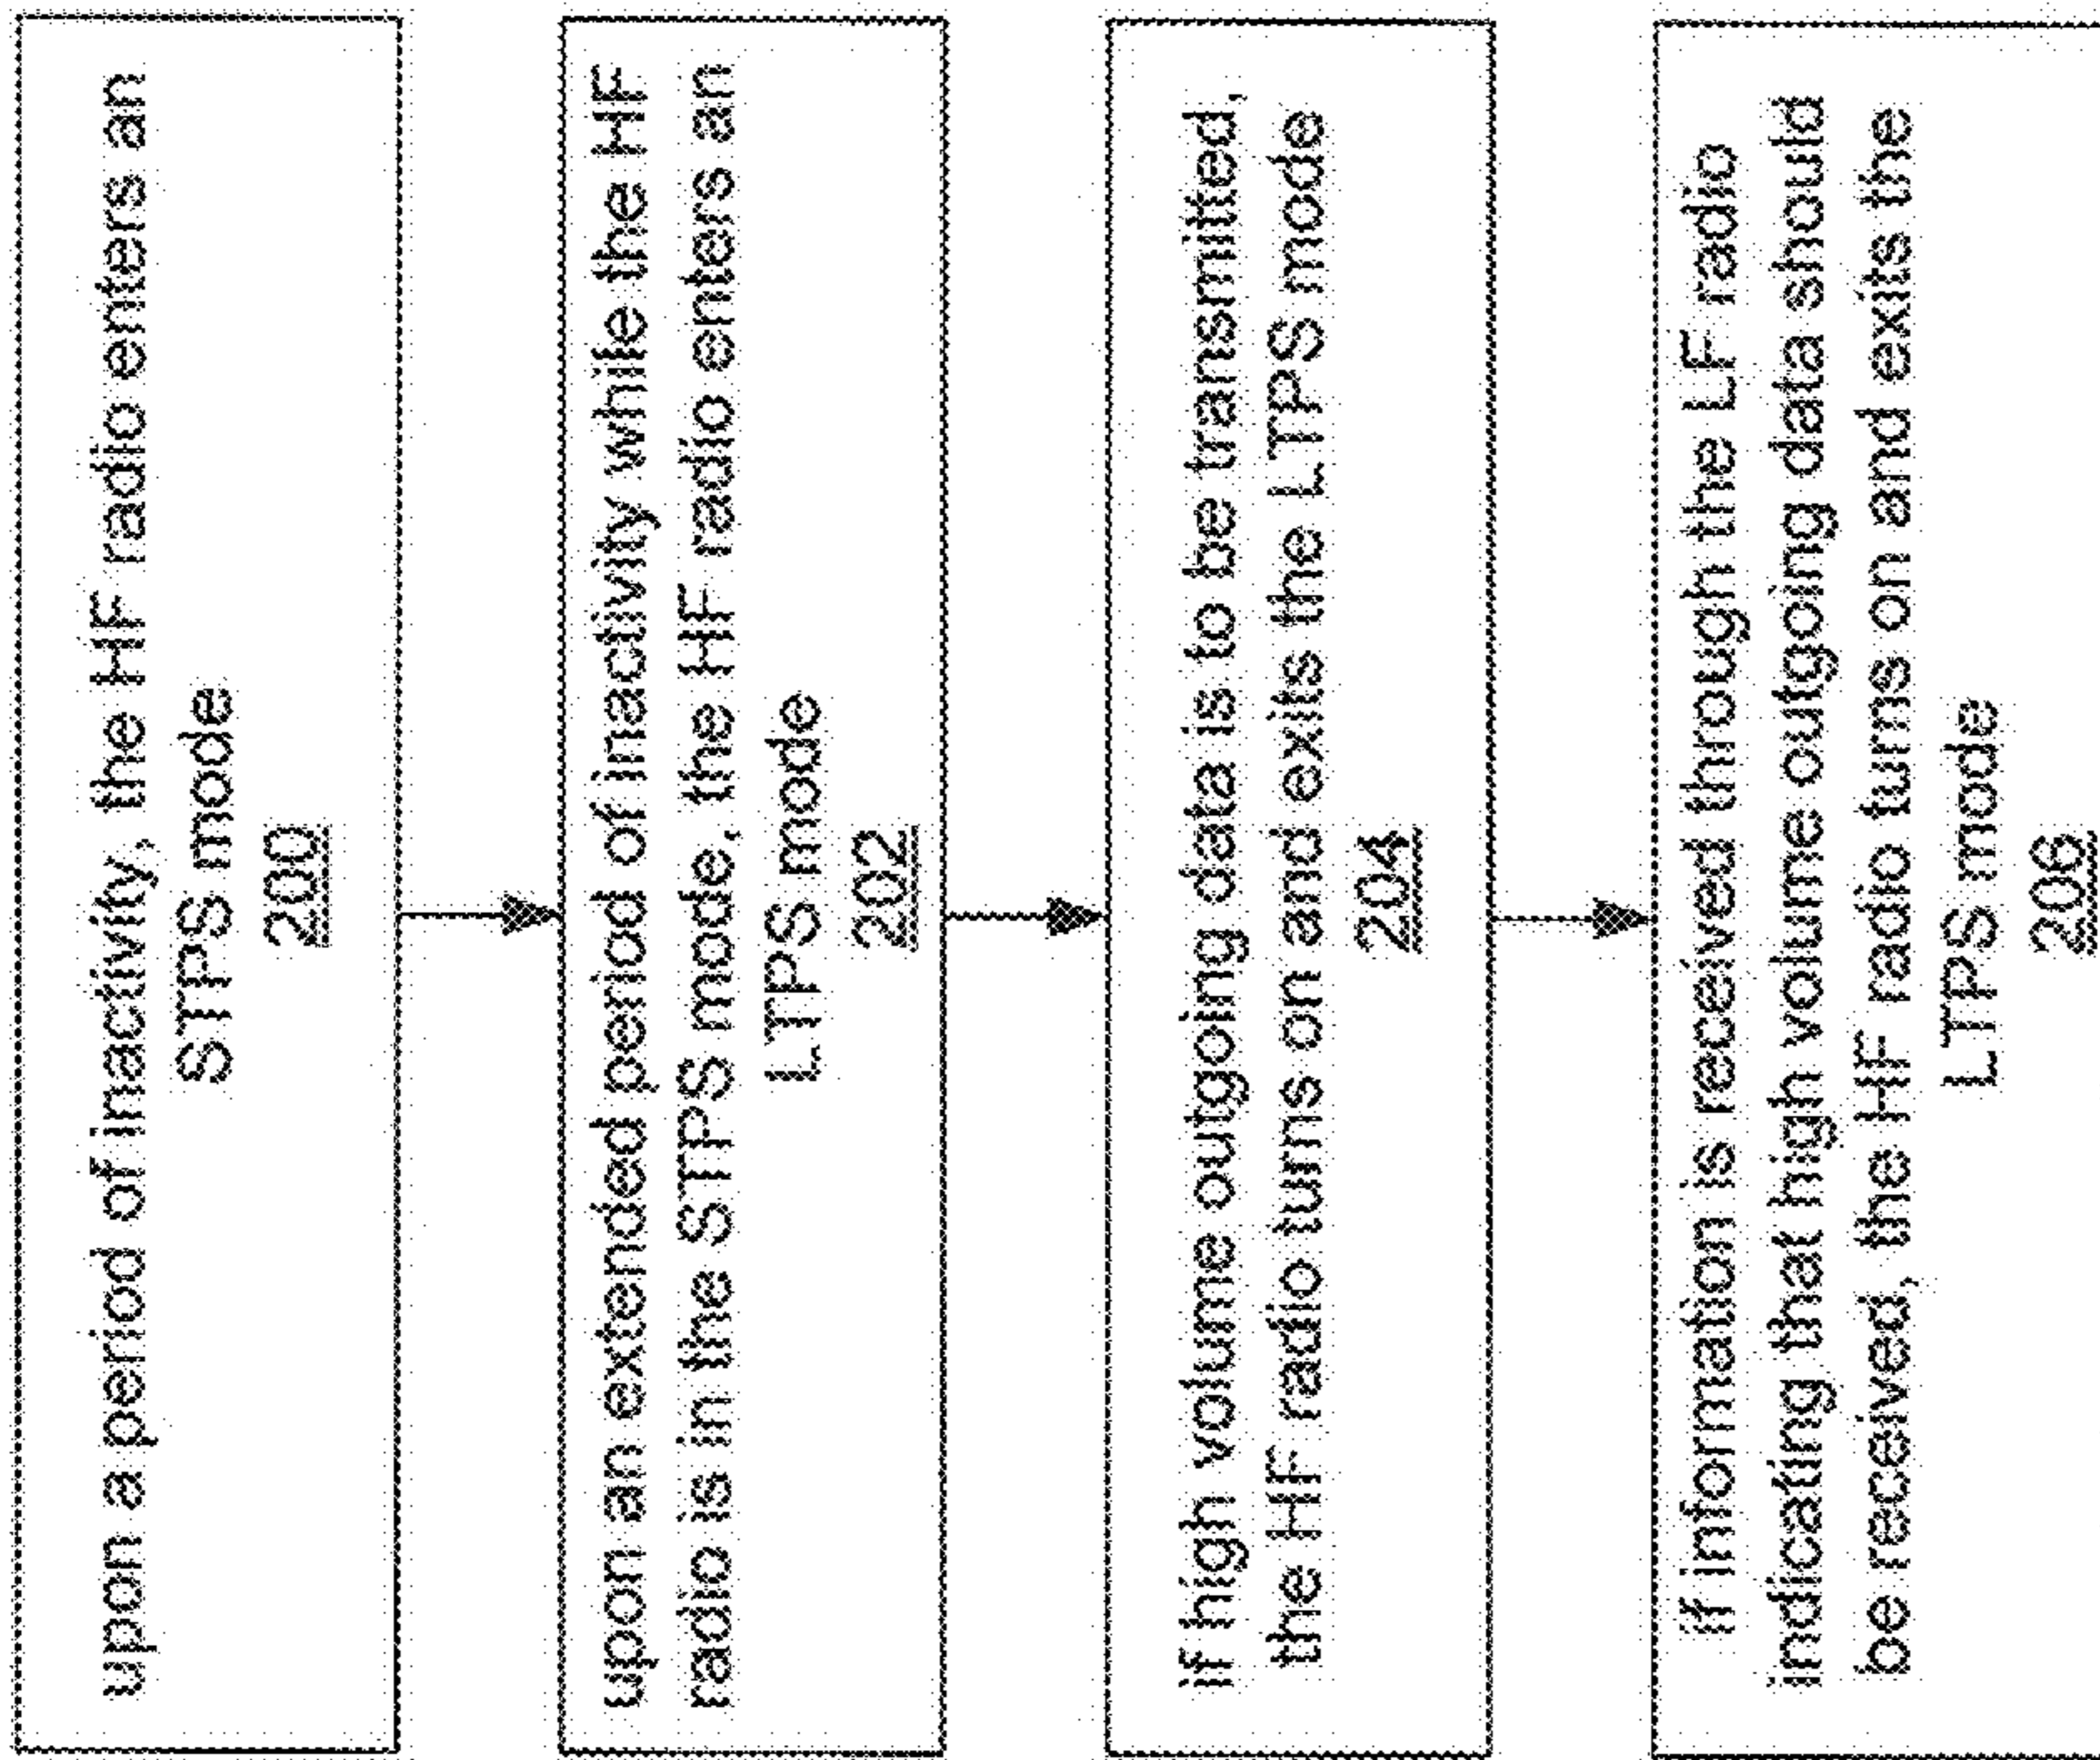 upon a period of inactivity, the HF radio enters an
STPS mode
200
upon an extended period of inactivity while the HF
radio is in the STPS mode, the HF radio enters an
LTPS mode
202
if high volume outgoing data is to be transmitted,
the HF radio turns on and exits the LTPS mode
204
if information is received through the LF radio
indicating that high volume outgoing data should
be received, the HF radio turns on and exits the
LTPS mode
206